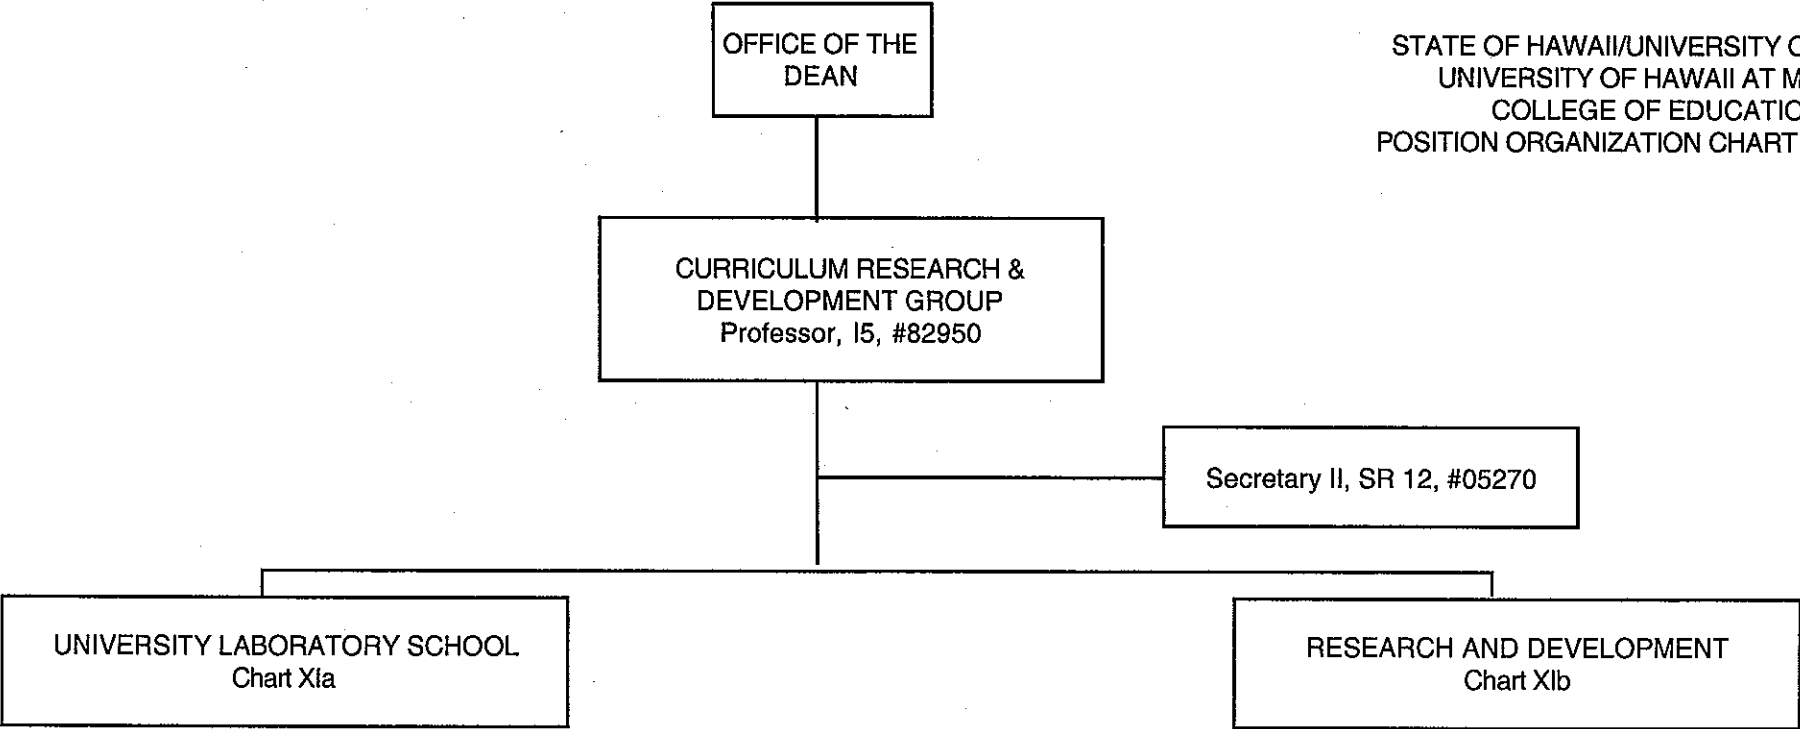 OFFICE OF THE
DEAN
STATE OF HAWAII/UNIVERSITY
UNIVERSITY OF HAWAII AT
COLLEGE OF
POSITION ORGANIZATION CHART
CURRICULUM RESEARCH &
DEVELOPMENT GROUP
Professor, I5, #82950
Secretary II, SR 12, #05270
UNIVERSITY LABORATORY SCHOOL
Chart XIa
RESEARCH AND DEVELOPMENT
Chart XIb